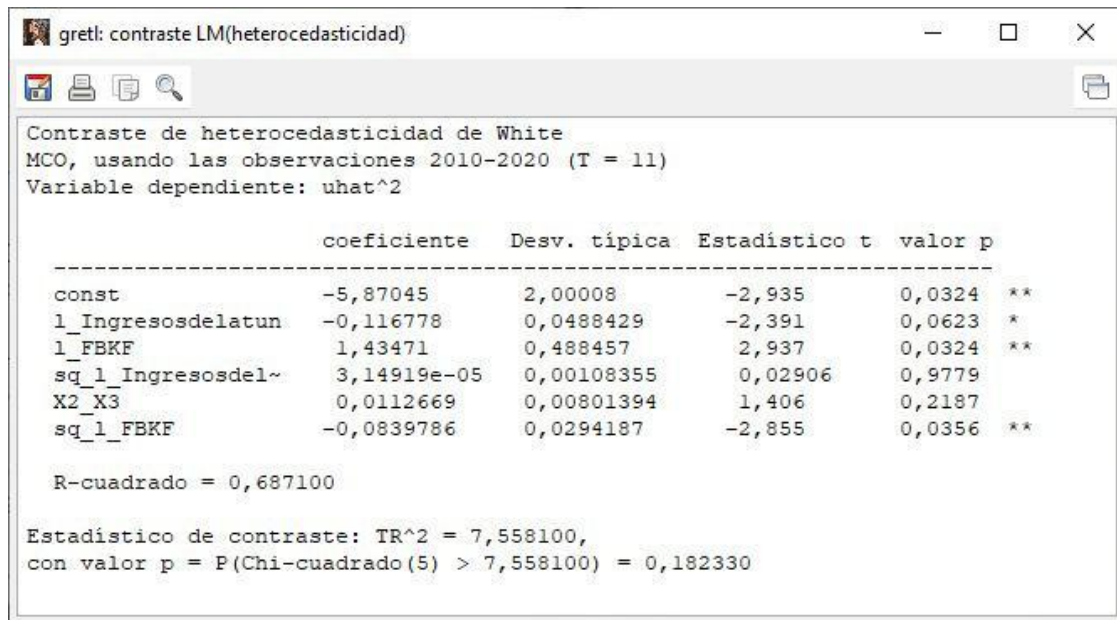 gretl: contraste LM(heterocedasticidad)
Contraste de heterocedasticidad de White
MCO, usando las observaciones 2010-2020 (T = 11)
Variable dependiente: uhat^2
coeficiente Desv. típica Estadístico t valor p
---------------------------------------------------------------------
const -5,87045 2,00008 -2,935 0,0324 **
l_Ingresosdelatun -0,116778 0,0488429 -2,391 0,0623 *
l_FBKF 1,43471 0,488457 2,937 0,0324 **
sq_l_Ingresosdel~ 3,14919e-05 0,00108355 0,02906 0,9779
X2_X3 0,0112669 0,00801394 1,406 0,2187
sq_l_FBKF -0,0839786 0,0294187 -2,855 0,0356 **
R-cuadrado = 0,687100
Estadístico de contraste: TR^2 = 7,558100,
con valor p = P(Chi-cuadrado(5) > 7,558100) = 0,182330